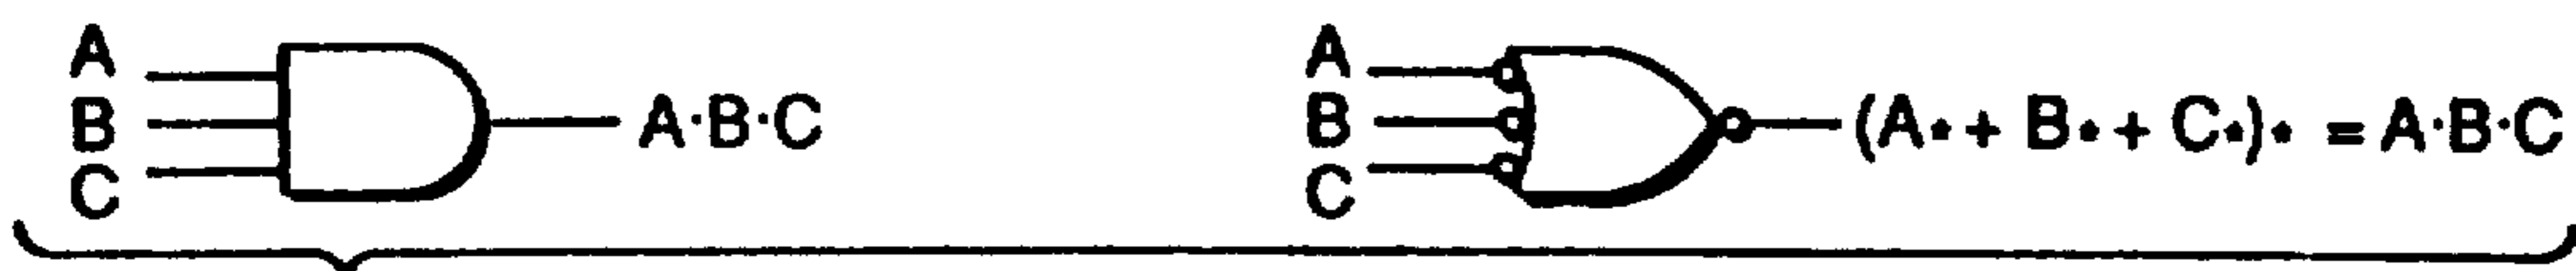 A
B
C
A·B·C
A
B
C
(A• + B• + C•)• = A·B·C